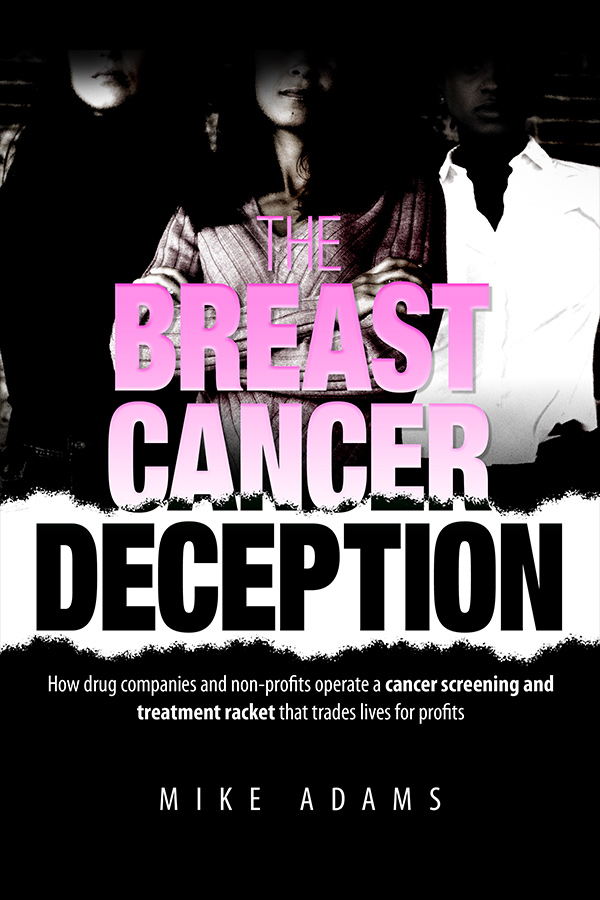 THE
BREAST
CANCER
DECEPTION
How drug companies and non-profits operate a cancer screening and
treatment racket that trades lives for profits
MIKE ADAMS